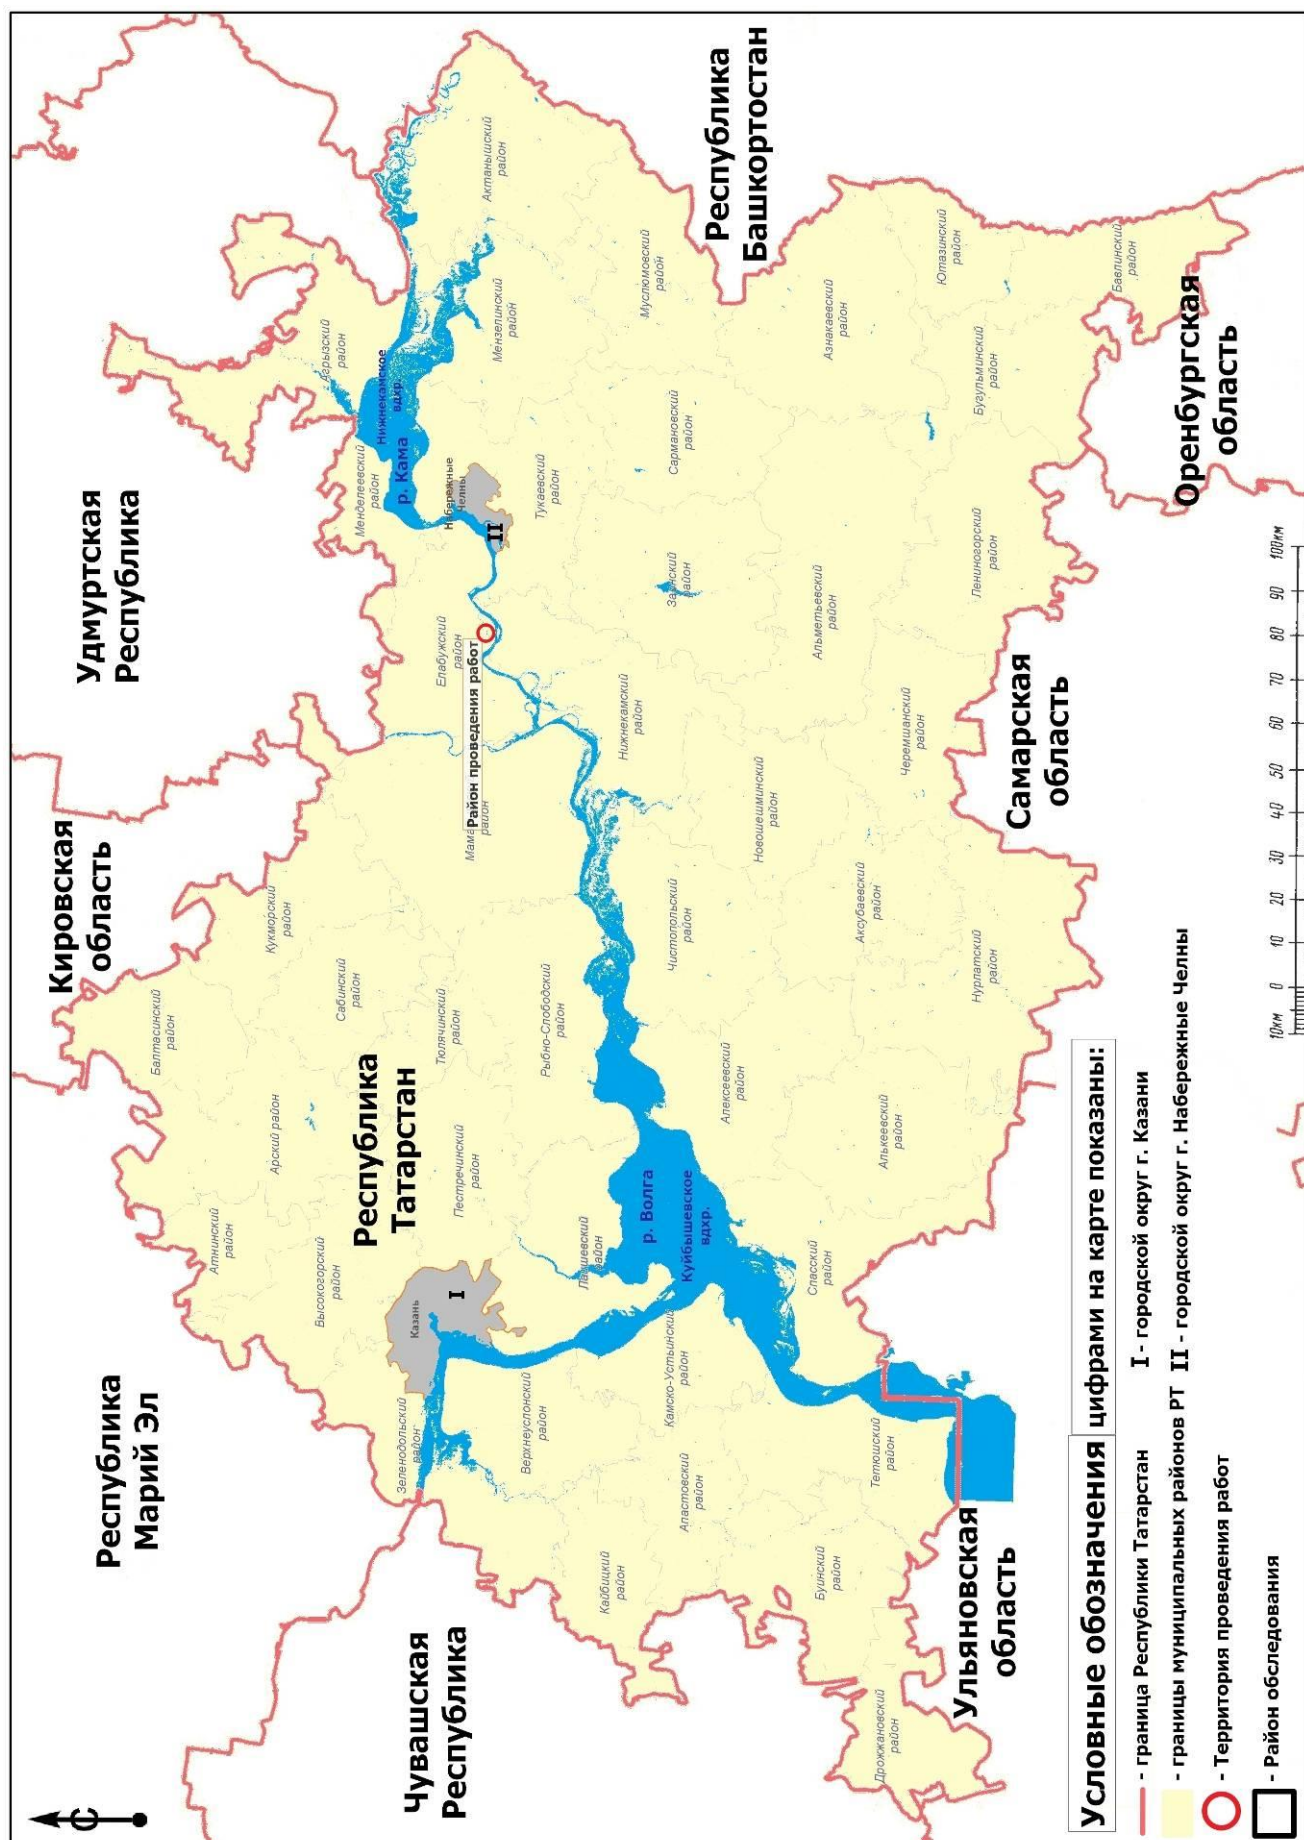 С
Кировская
область
Удмуртская
Республика
Республика
Марий Эл
Чувашская
Республика
Республика
Татарстан
Республика
Башкортостан
Ульяновская
область
Самарская
область
Оренбургская
область
Балтасинский
район
Кукморский
район
Атнинский
район
Арский район
Сабинский
район
Высокогорский
район
Тюлячинский
район
Пестречинский
район
Рыбно-Слободский
район
Зеленодольский
район
Казань
I
Верхнеуслонский
район
район
р. Волга
Куйбышевское
вдхр.
Камско-Устьинский
район
Кайбицкий
район
Апастовский
район
Буинский
район
Тетюшский
район
Дрожжановский
район
Спасский
район
Алексеевский
район
Алькеевский
район
Чистопольский
район
Аксубаевский
район
Нурлатский
район
Новошешминский
район
Черемшанский
район
Нижнекамский
район
район
Район проведения работ
Елабужский
район
Менделеевский
район
Агрызский
район
Нижнекамское
вдхр.
р. Кама
Набережные
Челны
II
Тукаевский
район
Заинский
район
Альметьевский
район
Лениногорский
район
Сармановский
район
Мензелинский
район
Актанышский
район
Муслюмовский
район
Азнакаевский
район
Бугульминский
район
Ютазинский
район
Бавлинский
район
Условные обозначения
цифрами на карте показаны:
- граница Республики Татарстан
I - городской округ г. Казани
- границы муниципальных районов РТ
II - городской округ г. Набережные Челны
- Территория проведения работ
- Район обследования
10км 0 10 20 30 40 50 60 70 80 90 100км